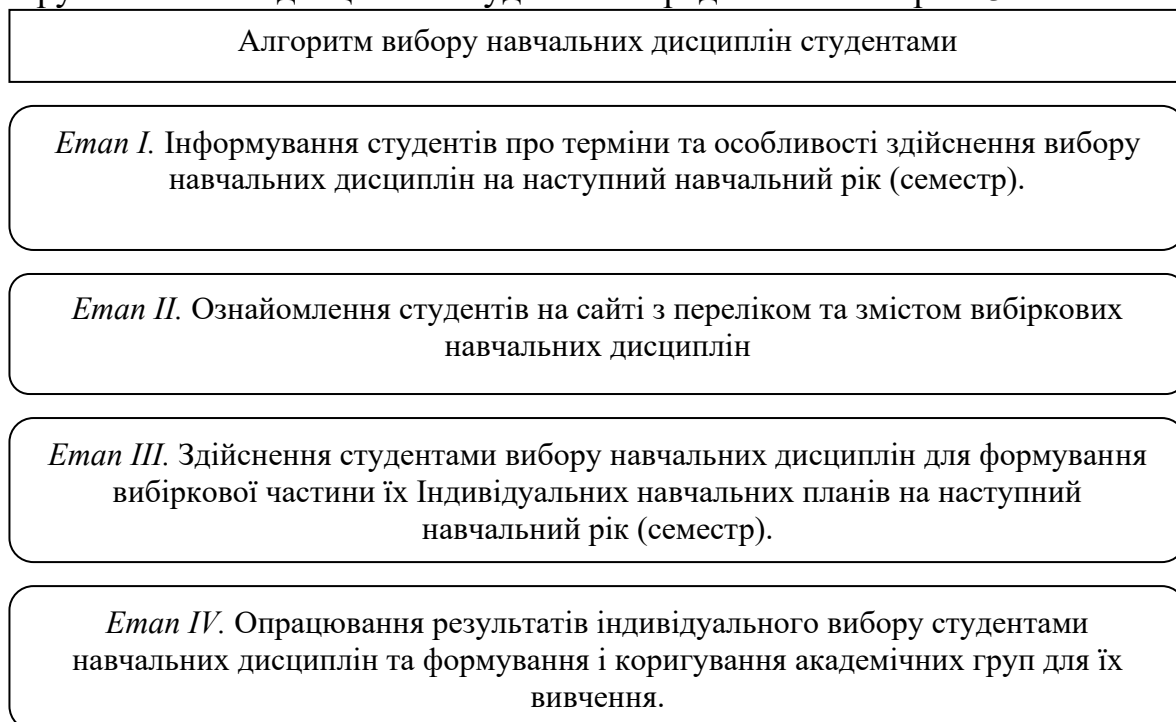 Алгоритм вибору навчальних дисциплін студентами
Етап I. Інформування студентів про терміни та особливості здійснення вибору
навчальних дисциплін на наступний навчальний рік (семестр).
Етап II. Ознайомлення студентів на сайті з переліком та змістом вибіркових
навчальних дисциплін
Етап III. Здійснення студентами вибору навчальних дисциплін для формування
вибіркової частини їх Індивідуальних навчальних планів на наступний
навчальний рік (семестр).
Етап IV. Опрацювання результатів індивідуального вибору студентами
навчальних дисциплін та формування і коригування академічних груп для їх
вивчення.